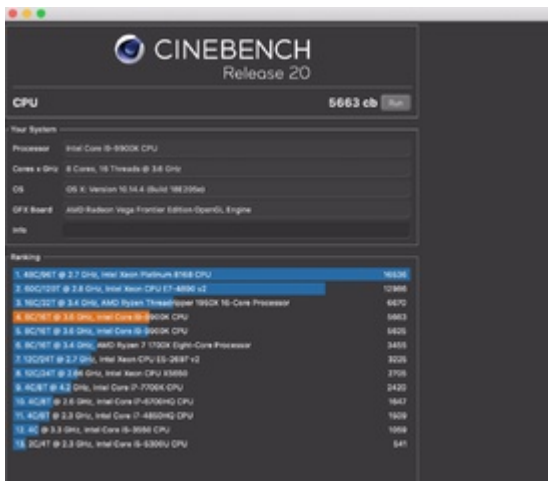 CINEBENCH
Release 20
CPU 5663 cb Run
Your System
Processor Intel Core i9-9900K CPU
Cores x GHz 8 Cores, 16 Threads @ 3.6 GHz
OS OS X: Version 10.14.4 (Build 18E205e)
GFX Board AMD Radeon Vega Frontier Edition OpenGL Engine
Info
Ranking
1. 48C/96T @ 2.7 GHz, Intel Xeon Platinum 8168 CPU 16536
2. 60C/120T @ 2.8 GHz, Intel Xeon CPU E7-4890 v2 12986
3. 16C/32T @ 3.4 GHz, AMD Ryzen Threadripper 1950X 16-Core Processor 6670
4. 8C/16T @ 3.6 GHz, Intel Core i9-9900K CPU 5663
5. 8C/16T @ 3.6 GHz, Intel Core i9-9900K CPU 5625
6. 8C/16T @ 3.4 GHz, AMD Ryzen 7 1700X Eight-Core Processor 3455
7. 12C/24T @ 2.7 GHz, Intel Xeon CPU E5-2697 v2 3225
8. 12C/24T @ 2.66 GHz, Intel Xeon CPU X5650 2705
9. 4C/8T @ 4.2 GHz, Intel Core i7-7700K CPU 2420
10. 4C/8T @ 2.6 GHz, Intel Core i7-6700HQ CPU 1647
11. 4C/8T @ 2.3 GHz, Intel Core i7-4850HQ CPU 1509
12. 4C @ 3.3 GHz, Intel Core i5-3550 CPU 1059
13. 2C/4T @ 2.3 GHz, Intel Core i5-5300U CPU 541